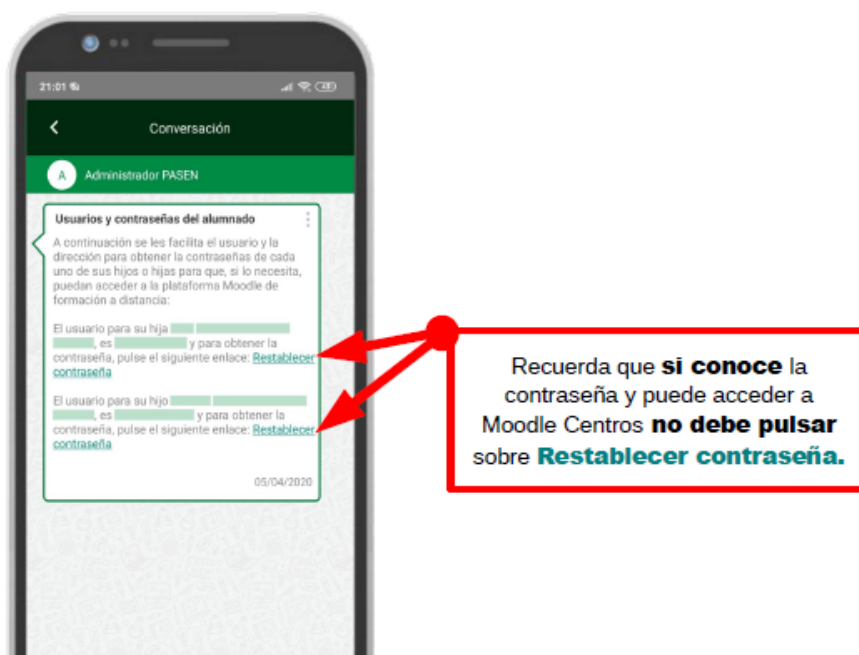 21:01
Conversación
A
Administrador PASEN
Usuarios y contraseñas del alumnado
A continuación se les facilita el usuario y la
dirección para obtener la contraseñas de cada
uno de sus hijos o hijas para que, si lo necesita,
puedan acceder a la plataforma Moodle de
formación a distancia:
El usuario para su hija
, es y para obtener la
contraseña, pulse el siguiente enlace: Restablecer
contraseña
El usuario para su hijo
, es y para obtener la
contraseña, pulse el siguiente enlace: Restablecer
contraseña
05/04/2020
Recuerda que si conoce la
contraseña y puede acceder a
Moodle Centros no debe pulsar
sobre Restablecer contraseña.